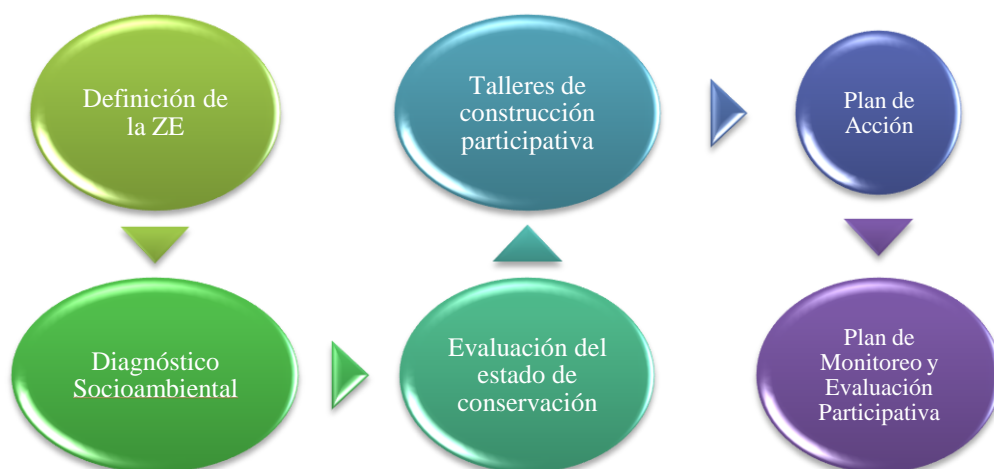 Definición de
la ZE
Diagnóstico
Socioambiental
Evaluación del
estado de
conservación
Talleres de
construcción
participativa
Plan de
Acción
Plan de
Monitoreo y
Evaluación
Participativa